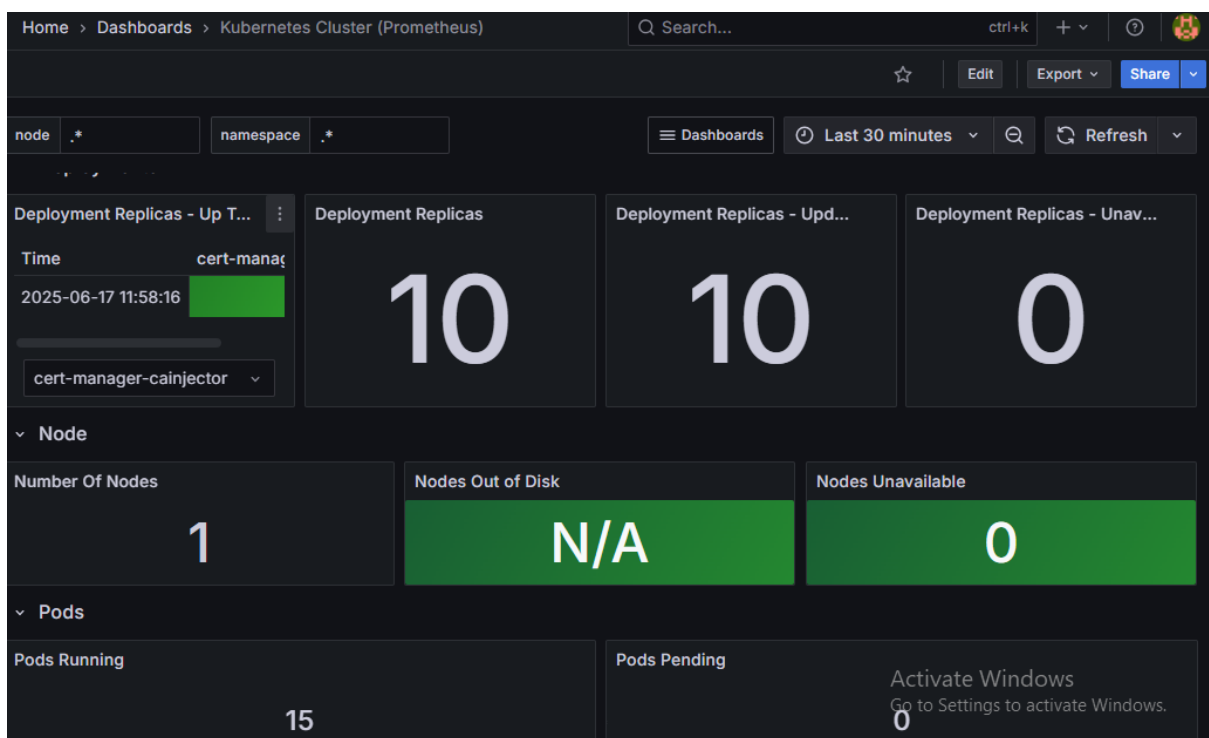 Home › Dashboards › Kubernetes Cluster (Prometheus)
Search...
ctrl+k
Edit
Export
Share
node .*
namespace .*
Dashboards
Last 30 minutes
Refresh
Deployment Replicas - Up T...
Deployment Replicas
Deployment Replicas - Upd...
Deployment Replicas - Unav...
Time
2025-06-17 11:58:16
cert-manager-cainjector
10
10
0
Node
Number Of Nodes
Nodes Out of Disk
Nodes Unavailable
1
N/A
0
Pods
Pods Running
Pods Pending
15
0
Activate Windows
Go to Settings to activate Windows.